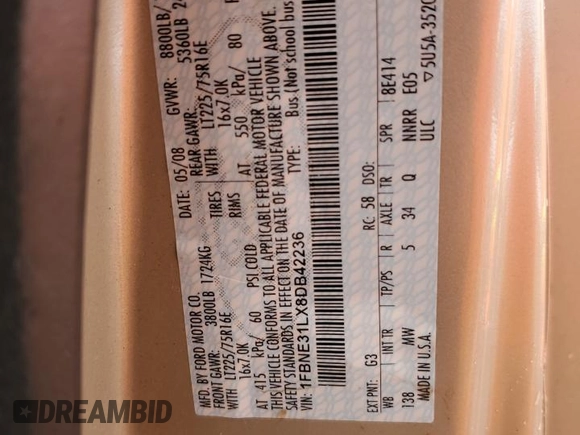 MFD. BY FORD MOTOR CO.
DATE: 05/08 GVWR: 8800LB/
FRONT GAWR: 3800LB 1724KG REAR GAWR: 5360LB 2
WITH LT225/75R16E TIRES WITH LT225/75R16E
16x7.0K RIMS 16x7.0K
AT 415 kPa/ 60 PSI COLD AT 550 kPa/ 80 P
THIS VEHICLE CONFORMS TO ALL APPLICABLE FEDERAL MOTOR VEHICLE
SAFETY STANDARDS IN EFFECT ON THE DATE OF MANUFACTURE SHOWN ABOVE.
VIN: 1FBNE31LX8DB42236 TYPE: Bus (Not school bus
EXT PNT: G3 RC: 58 DSO:
WB INT TR TP/PS R AXLE TR SPR 8E414
138 MW 5 34 Q NNRR E05
MADE IN U.S.A. ULC ▽5U5A-3520
DREAMBID